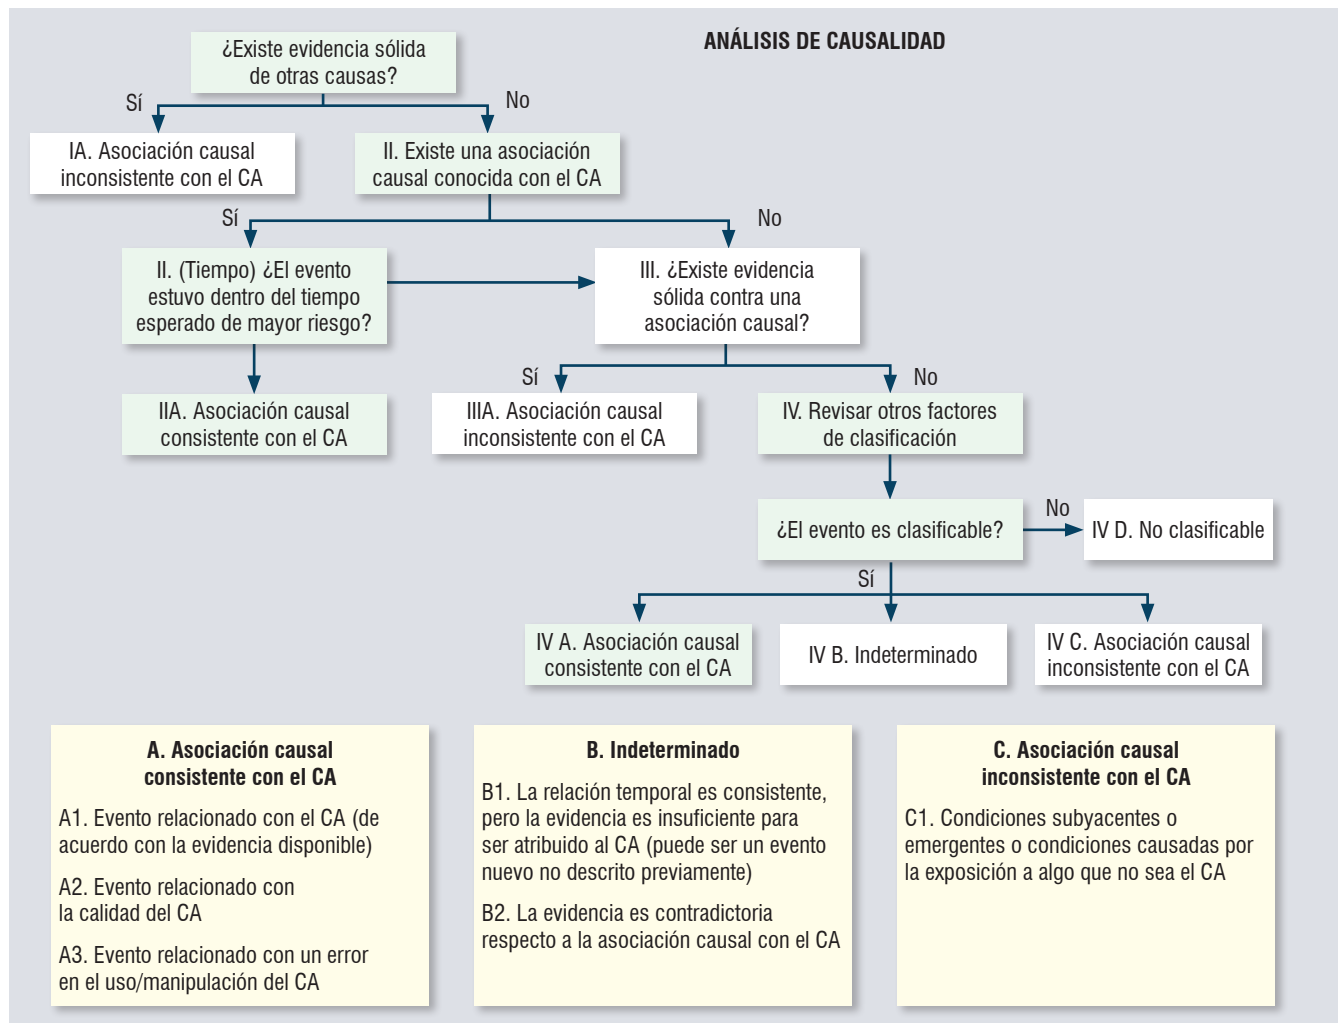 ANÁLISIS DE CAUSALIDAD
¿Existe evidencia sólida
de otras causas?
Sí
No
IA. Asociación causal
inconsistente con el CA
II. Existe una asociación
causal conocida con el CA
Sí
No
II. (Tiempo) ¿El evento
estuvo dentro del tiempo
esperado de mayor riesgo?
III. ¿Existe evidencia
sólida contra una
asociación causal?
Sí
No
IIA. Asociación causal
consistente con el CA
IIIA. Asociación causal
inconsistente con el CA
IV. Revisar otros factores
de clasificación
¿El evento es clasificable?
No
IV D. No clasificable
Sí
IV A. Asociación causal
consistente con el CA
IV B. Indeterminado
IV C. Asociación causal
inconsistente con el CA
A. Asociación causal
consistente con el CA
A1. Evento relacionado con el CA (de
acuerdo con la evidencia disponible)
A2. Evento relacionado con
la calidad del CA
A3. Evento relacionado con un error
en el uso/manipulación del CA
B. Indeterminado
B1. La relación temporal es consistente,
pero la evidencia es insuficiente para
ser atribuido al CA (puede ser un evento
nuevo no descrito previamente)
B2. La evidencia es contradictoria
respecto a la asociación causal con el CA
C. Asociación causal
inconsistente con el CA
C1. Condiciones subyacentes o
emergentes o condiciones causadas por
la exposición a algo que no sea el CA